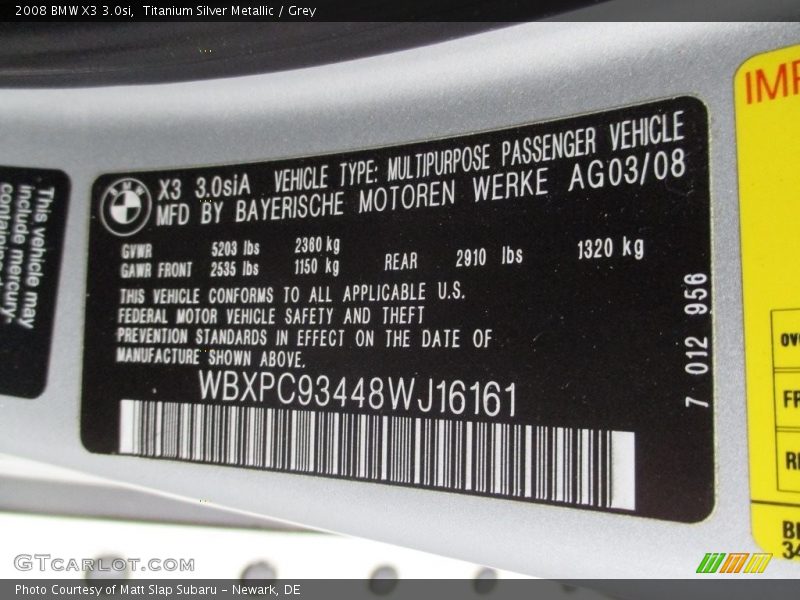 2008 BMW X3 3.0si, Titanium Silver Metallic / Grey
IMP
This vehicle may
include mercury-
BMW
X3 3.0siA VEHICLE TYPE: MULTIPURPOSE PASSENGER VEHICLE
MFD BY BAYERISCHE MOTOREN WERKE AG03/08
GVWR 5203 lbs 2360 kg
GAWR FRONT 2535 lbs 1150 kg REAR 2910 lbs 1320 kg
THIS VEHICLE CONFORMS TO ALL APPLICABLE U.S.
FEDERAL MOTOR VEHICLE SAFETY AND THEFT
PREVENTION STANDARDS IN EFFECT ON THE DATE OF
MANUFACTURE SHOWN ABOVE.
WBXPC93448WJ16161
7 012 956
GTCARLOT.COM
Photo Courtesy of Matt Slap Subaru - Newark, DE